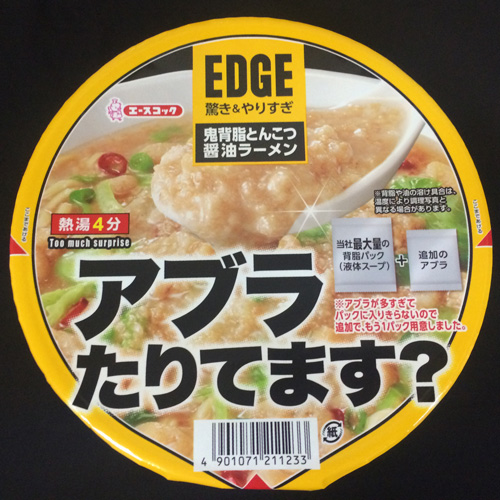 EDGE
驚き&やりすぎ
エースコック
鬼背脂とんこつ
醤油ラーメン
※背脂や油の溶け具合は、
温度により調理写真と
異なる場合があります。
熱湯4分
Too much surprise
当社最大量の
背脂パック
(液体スープ)
+
追加の
アブラ
アブラ
たりてます?
※アブラが多すぎて
パックに入りきらないので
追加で、もう1パック用意しました。
紙
4 901071 211233